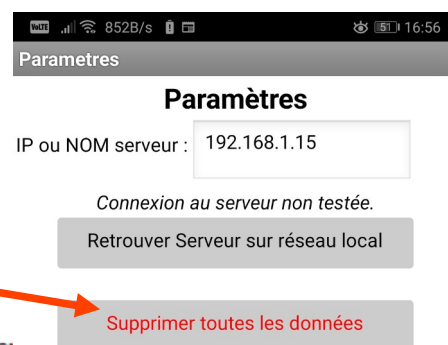 VoLTE 852B/s 51 16:56
Parametres
Paramètres
IP ou NOM serveur : 192.168.1.15
Connexion au serveur non testée.
Retrouver Serveur sur réseau local
Supprimer toutes les données